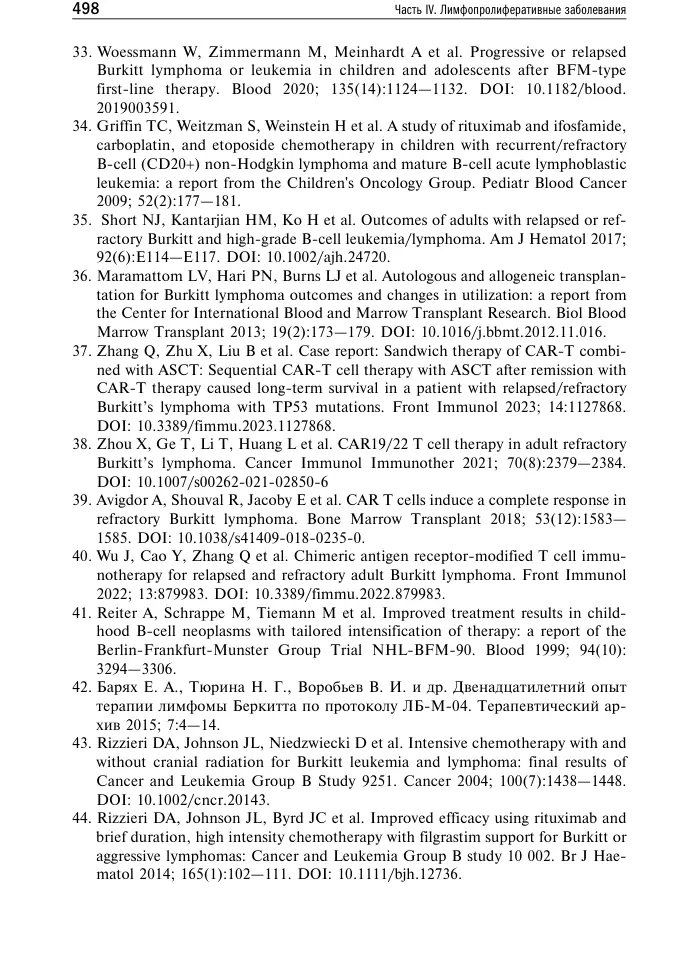 498
Часть IV. Лимфопролиферативные заболевания
33. Woessmann W, Zimmermann M, Meinhardt A et al. Progressive or relapsed
Burkitt lymphoma or leukemia in children and adolescents after BFM-type
first-line therapy. Blood 2020; 135(14):1124—1132. DOI: 10.1182/blood.
2019003591.
34. Griffin TC, Weitzman S, Weinstein H et al. A study of rituximab and ifosfamide,
carboplatin, and etoposide chemotherapy in children with recurrent/refractory
B-cell (CD20+) non-Hodgkin lymphoma and mature B-cell acute lymphoblastic
leukemia: a report from the Children's Oncology Group. Pediatr Blood Cancer
2009; 52(2):177—181.
35. Short NJ, Kantarjian HM, Ko H et al. Outcomes of adults with relapsed or ref-
ractory Burkitt and high-grade B-cell leukemia/lymphoma. Am J Hematol 2017;
92(6):E114—E117. DOI: 10.1002/ajh.24720.
36. Maramattom LV, Hari PN, Burns LJ et al. Autologous and allogeneic transplan-
tation for Burkitt lymphoma outcomes and changes in utilization: a report from
the Center for International Blood and Marrow Transplant Research. Biol Blood
Marrow Transplant 2013; 19(2):173—179. DOI: 10.1016/j.bbmt.2012.11.016.
37. Zhang Q, Zhu X, Liu B et al. Case report: Sandwich therapy of CAR-T combi-
ned with ASCT: Sequential CAR-T cell therapy with ASCT after remission with
CAR-T therapy caused long-term survival in a patient with relapsed/refractory
Burkitt’s lymphoma with TP53 mutations. Front Immunol 2023; 14:1127868.
DOI: 10.3389/fimmu.2023.1127868.
38. Zhou X, Ge T, Li T, Huang L et al. CAR19/22 T cell therapy in adult refractory
Burkitt’s lymphoma. Cancer Immunol Immunother 2021; 70(8):2379—2384.
DOI: 10.1007/s00262-021-02850-6
39. Avigdor A, Shouval R, Jacoby E et al. CAR T cells induce a complete response in
refractory Burkitt lymphoma. Bone Marrow Transplant 2018; 53(12):1583—
1585. DOI: 10.1038/s41409-018-0235-0.
40. Wu J, Cao Y, Zhang Q et al. Chimeric antigen receptor-modified T cell immu-
notherapy for relapsed and refractory adult Burkitt lymphoma. Front Immunol
2022; 13:879983. DOI: 10.3389/fimmu.2022.879983.
41. Reiter A, Schrappe M, Tiemann M et al. Improved treatment results in child-
hood B-cell neoplasms with tailored intensification of therapy: a report of the
Berlin-Frankfurt-Munster Group Trial NHL-BFM-90. Blood 1999; 94(10):
3294—3306.
42. Барях Е. А., Тюрина Н. Г., Воробьев В. И. и др. Двенадцатилетний опыт
терапии лимфомы Беркитта по протоколу ЛБ-М-04. Терапевтический ар-
хив 2015; 7:4—14.
43. Rizzieri DA, Johnson JL, Niedzwiecki D et al. Intensive chemotherapy with and
without cranial radiation for Burkitt leukemia and lymphoma: final results of
Cancer and Leukemia Group B Study 9251. Cancer 2004; 100(7):1438—1448.
DOI: 10.1002/cncr.20143.
44. Rizzieri DA, Johnson JL, Byrd JC et al. Improved efficacy using rituximab and
brief duration, high intensity chemotherapy with filgrastim support for Burkitt or
aggressive lymphomas: Cancer and Leukemia Group B study 10 002. Br J Hae-
matol 2014; 165(1):102—111. DOI: 10.1111/bjh.12736.